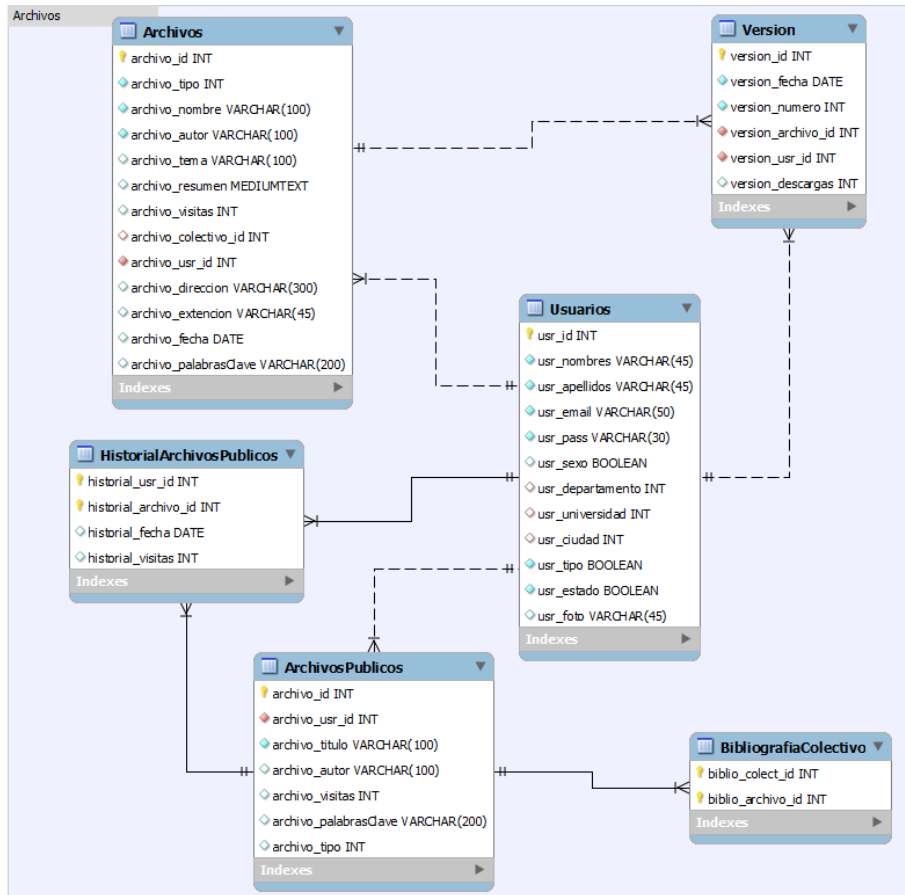 Archivos
Archivos
archivo_id INT
archivo_tipo INT
archivo_nombre VARCHAR(100)
archivo_autor VARCHAR(100)
archivo_tema VARCHAR(100)
archivo_resumen MEDIUMTEXT
archivo_visitas INT
archivo_colectivo_id INT
archivo_usr_id INT
archivo_direccion VARCHAR(300)
archivo_extencion VARCHAR(45)
archivo_fecha DATE
archivo_palabrasClave VARCHAR(200)
Indexes
Version
version_id INT
version_fecha DATE
version_numero INT
version_archivo_id INT
version_usr_id INT
version_descargas INT
Indexes
Usuarios
usr_id INT
usr_nombres VARCHAR(45)
usr_apellidos VARCHAR(45)
usr_email VARCHAR(50)
usr_pass VARCHAR(30)
usr_sexo BOOLEAN
usr_departamento INT
usr_universidad INT
usr_ciudad INT
usr_tipo BOOLEAN
usr_estado BOOLEAN
usr_foto VARCHAR(45)
Indexes
HistorialArchivosPublicos
historial_usr_id INT
historial_archivo_id INT
historial_fecha DATE
historial_visitas INT
Indexes
ArchivosPublicos
archivo_id INT
archivo_usr_id INT
archivo_titulo VARCHAR(100)
archivo_autor VARCHAR(100)
archivo_visitas INT
archivo_palabrasClave VARCHAR(200)
archivo_tipo INT
Indexes
BibliografiaColectivo
biblio_colect_id INT
biblio_archivo_id INT
Indexes